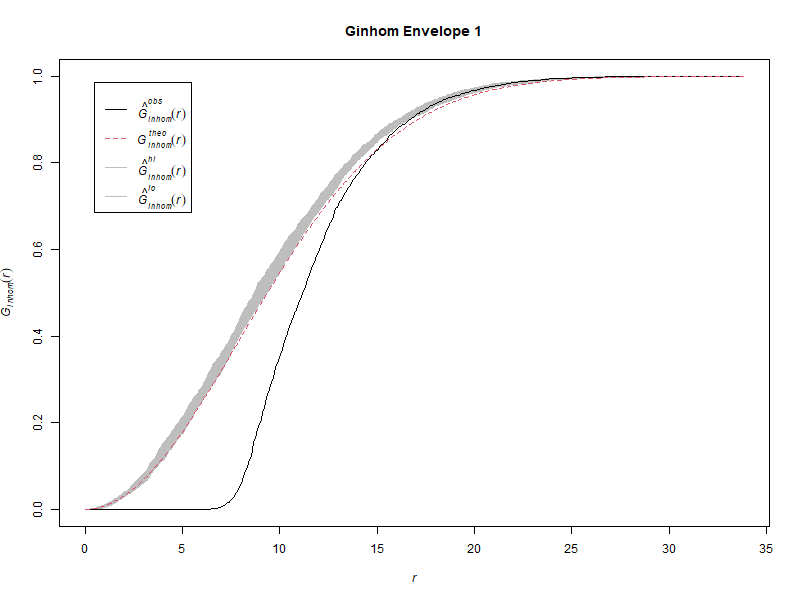 Ginhom Envelope 1
Ĝ_inhom^obs(r)
G_inhom^theo(r)
Ĝ_inhom^hi(r)
Ĝ_inhom^lo(r)
G_inhom(r)
1.0
0.8
0.6
0.4
0.2
0.0
0 5 10 15 20 25 30 35
r